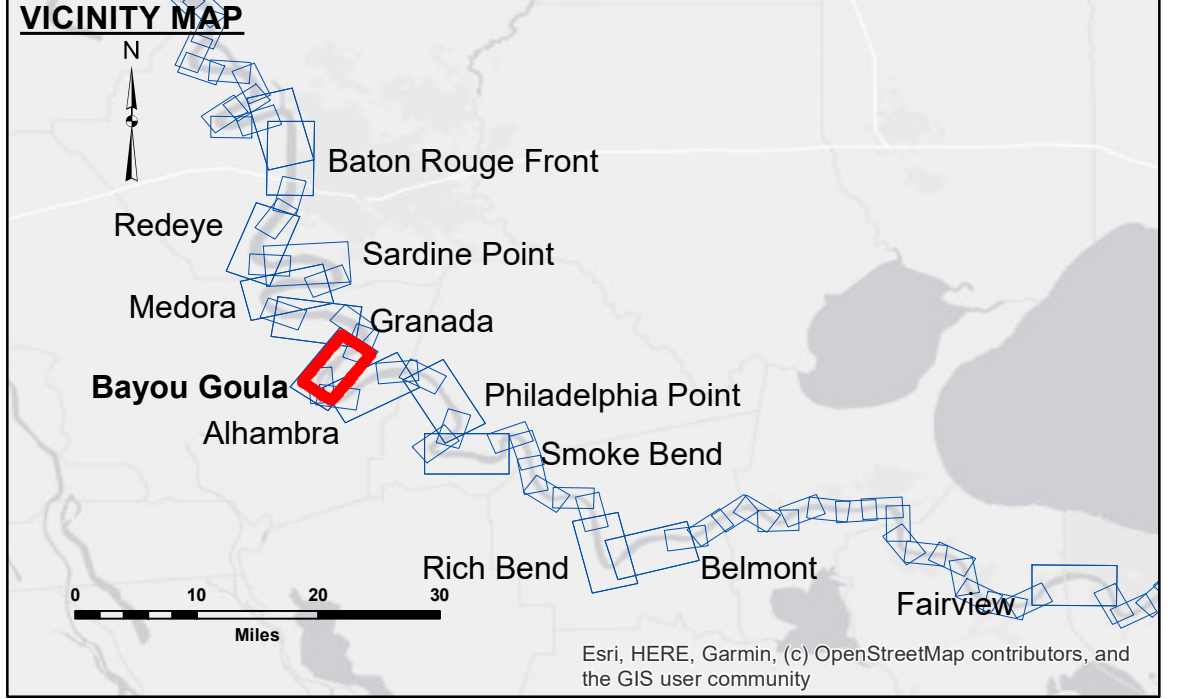 VICINITY MAP
N
Baton Rouge Front
Redeye
Sardine Point
Medora
Granada
Bayou Goula
Philadelphia Point
Alhambra
Smoke Bend
Rich Bend
Belmont
Fairview
0 10 20 30
Miles
Esri, HERE, Garmin, (c) OpenStreetMap contributors, and
the GIS user community